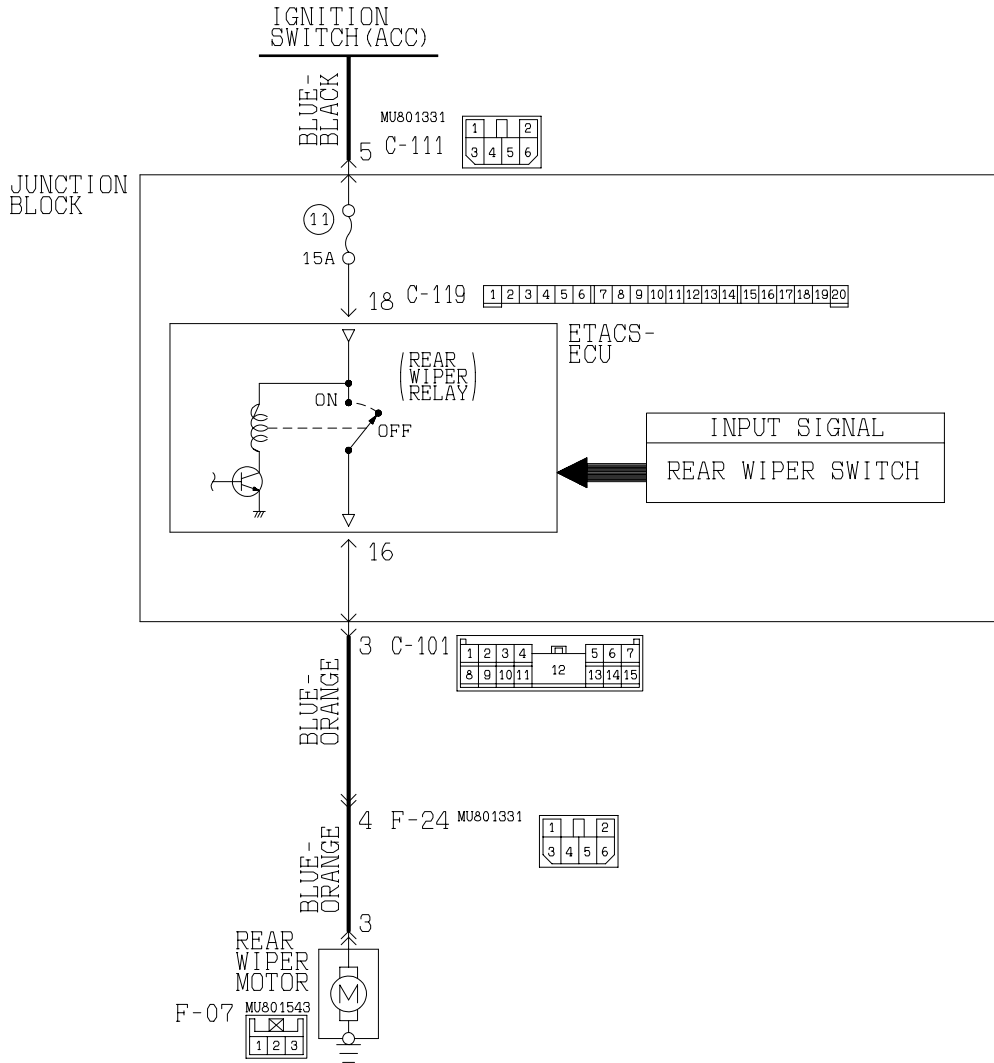 IGNITION
SWITCH(ACC)
BLUE-
BLACK
MU801331
5 C-111
1 2
3 4 5 6
JUNCTION
BLOCK
11
15A
18 C-119
1 2 3 4 5 6 7 8 9 10 11 12 13 14 15 16 17 18 19 20
ETACS-
ECU
(REAR
WIPER
RELAY)
ON
OFF
INPUT SIGNAL
REAR WIPER SWITCH
16
3 C-101
1 2 3 4 5 6 7
8 9 10 11 12 13 14 15
BLUE-
ORANGE
4 F-24 MU801331
1 2
3 4 5 6
BLUE-
ORANGE
3
REAR
WIPER
MOTOR
M
F-07 MU801543
1 2 3